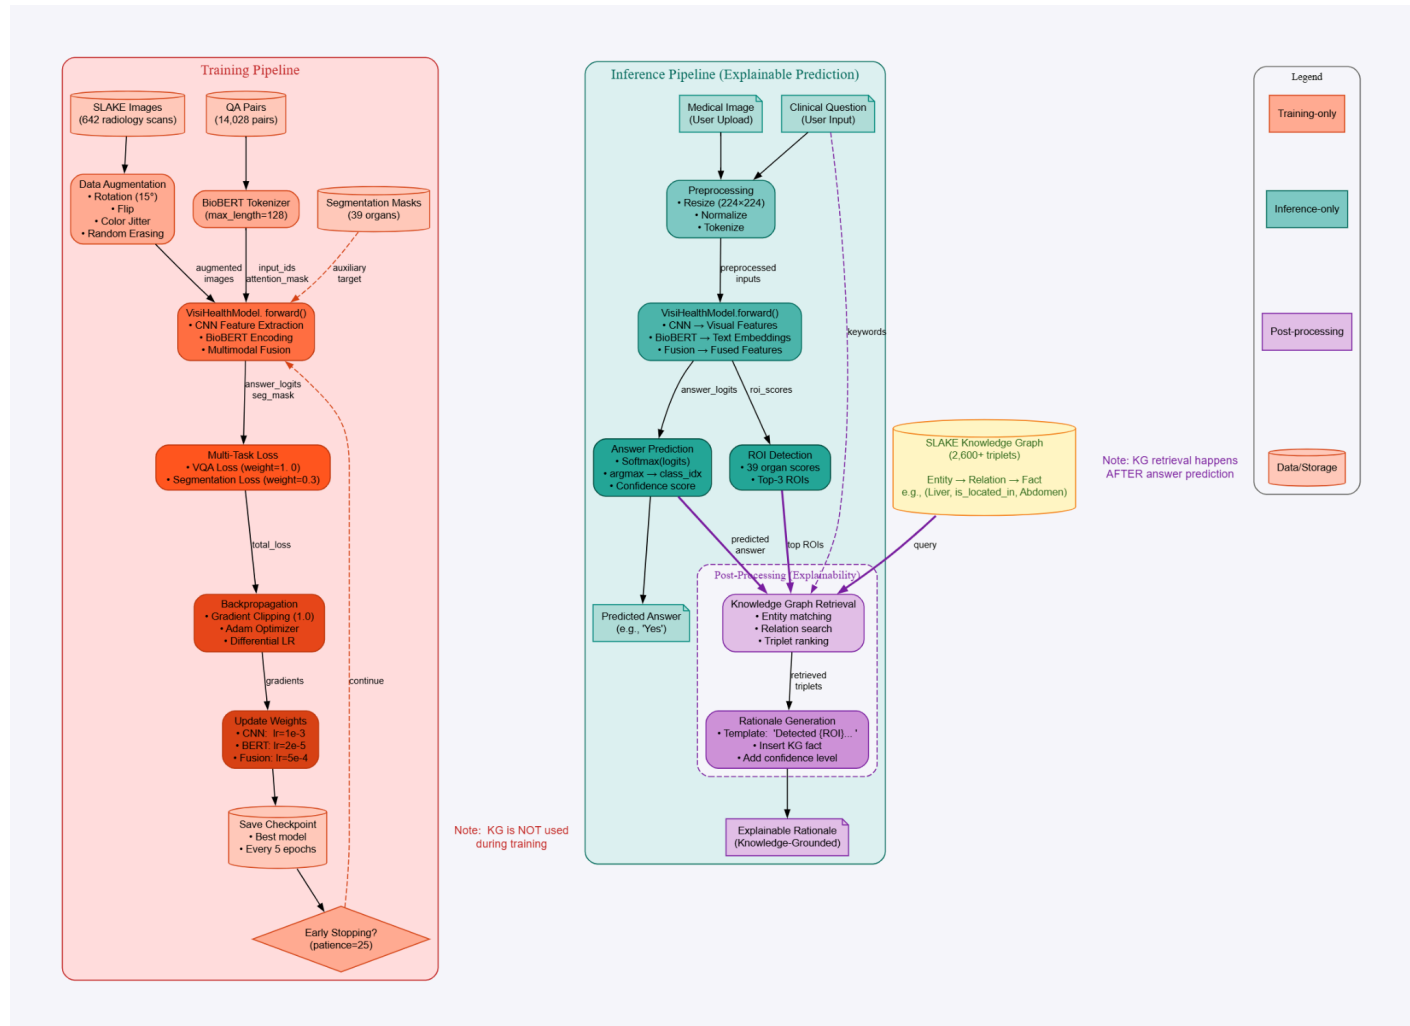 Training Pipeline
SLAKE Images
(642 radiology scans)
QA Pairs
(14,028 pairs)
Data Augmentation
• Rotation (15°)
• Flip
• Color Jitter
• Random Erasing
BioBERT Tokenizer
(max_length=128)
Segmentation Masks
(39 organs)
augmented
images
input_ids
attention_mask
auxiliary
target
VisiHealthModel. forward()
• CNN Feature Extraction
• BioBERT Encoding
• Multimodal Fusion
answer_logits
seg_mask
Multi-Task Loss
• VQA Loss (weight=1. 0)
• Segmentation Loss (weight=0.3)
total_loss
Backpropagation
• Gradient Clipping (1.0)
• Adam Optimizer
• Differential LR
gradients
continue
Update Weights
• CNN:  lr=1e-3
• BERT: lr=2e-5
• Fusion: lr=5e-4
Save Checkpoint
• Best model
• Every 5 epochs
Early Stopping?
(patience=25)
Note:  KG is NOT used
during training
Inference Pipeline (Explainable Prediction)
Medical Image
(User Upload)
Clinical Question
(User Input)
Preprocessing
• Resize (224×224)
• Normalize
• Tokenize
preprocessed
inputs
VisiHealthModel.forward()
• CNN → Visual Features
• BioBERT → Text Embeddings
• Fusion → Fused Features
keywords
answer_logits
roi_scores
Answer Prediction
• Softmax(logits)
• argmax → class_idx
• Confidence score
ROI Detection
• 39 organ scores
• Top-3 ROIs
SLAKE Knowledge Graph
(2,600+ triplets)
Entity → Relation → Fact
e.g., (Liver, is_located_in, Abdomen)
Note: KG retrieval happens
AFTER answer prediction
predicted
answer
top ROIs
query
Post-Processing (Explainability)
Predicted Answer
(e.g., 'Yes')
Knowledge Graph Retrieval
• Entity matching
• Relation search
• Triplet ranking
retrieved
triplets
Rationale Generation
• Template:  'Detected {ROI}... '
• Insert KG fact
• Add confidence level
Explainable Rationale
(Knowledge-Grounded)
Legend
Training-only
Inference-only
Post-processing
Data/Storage